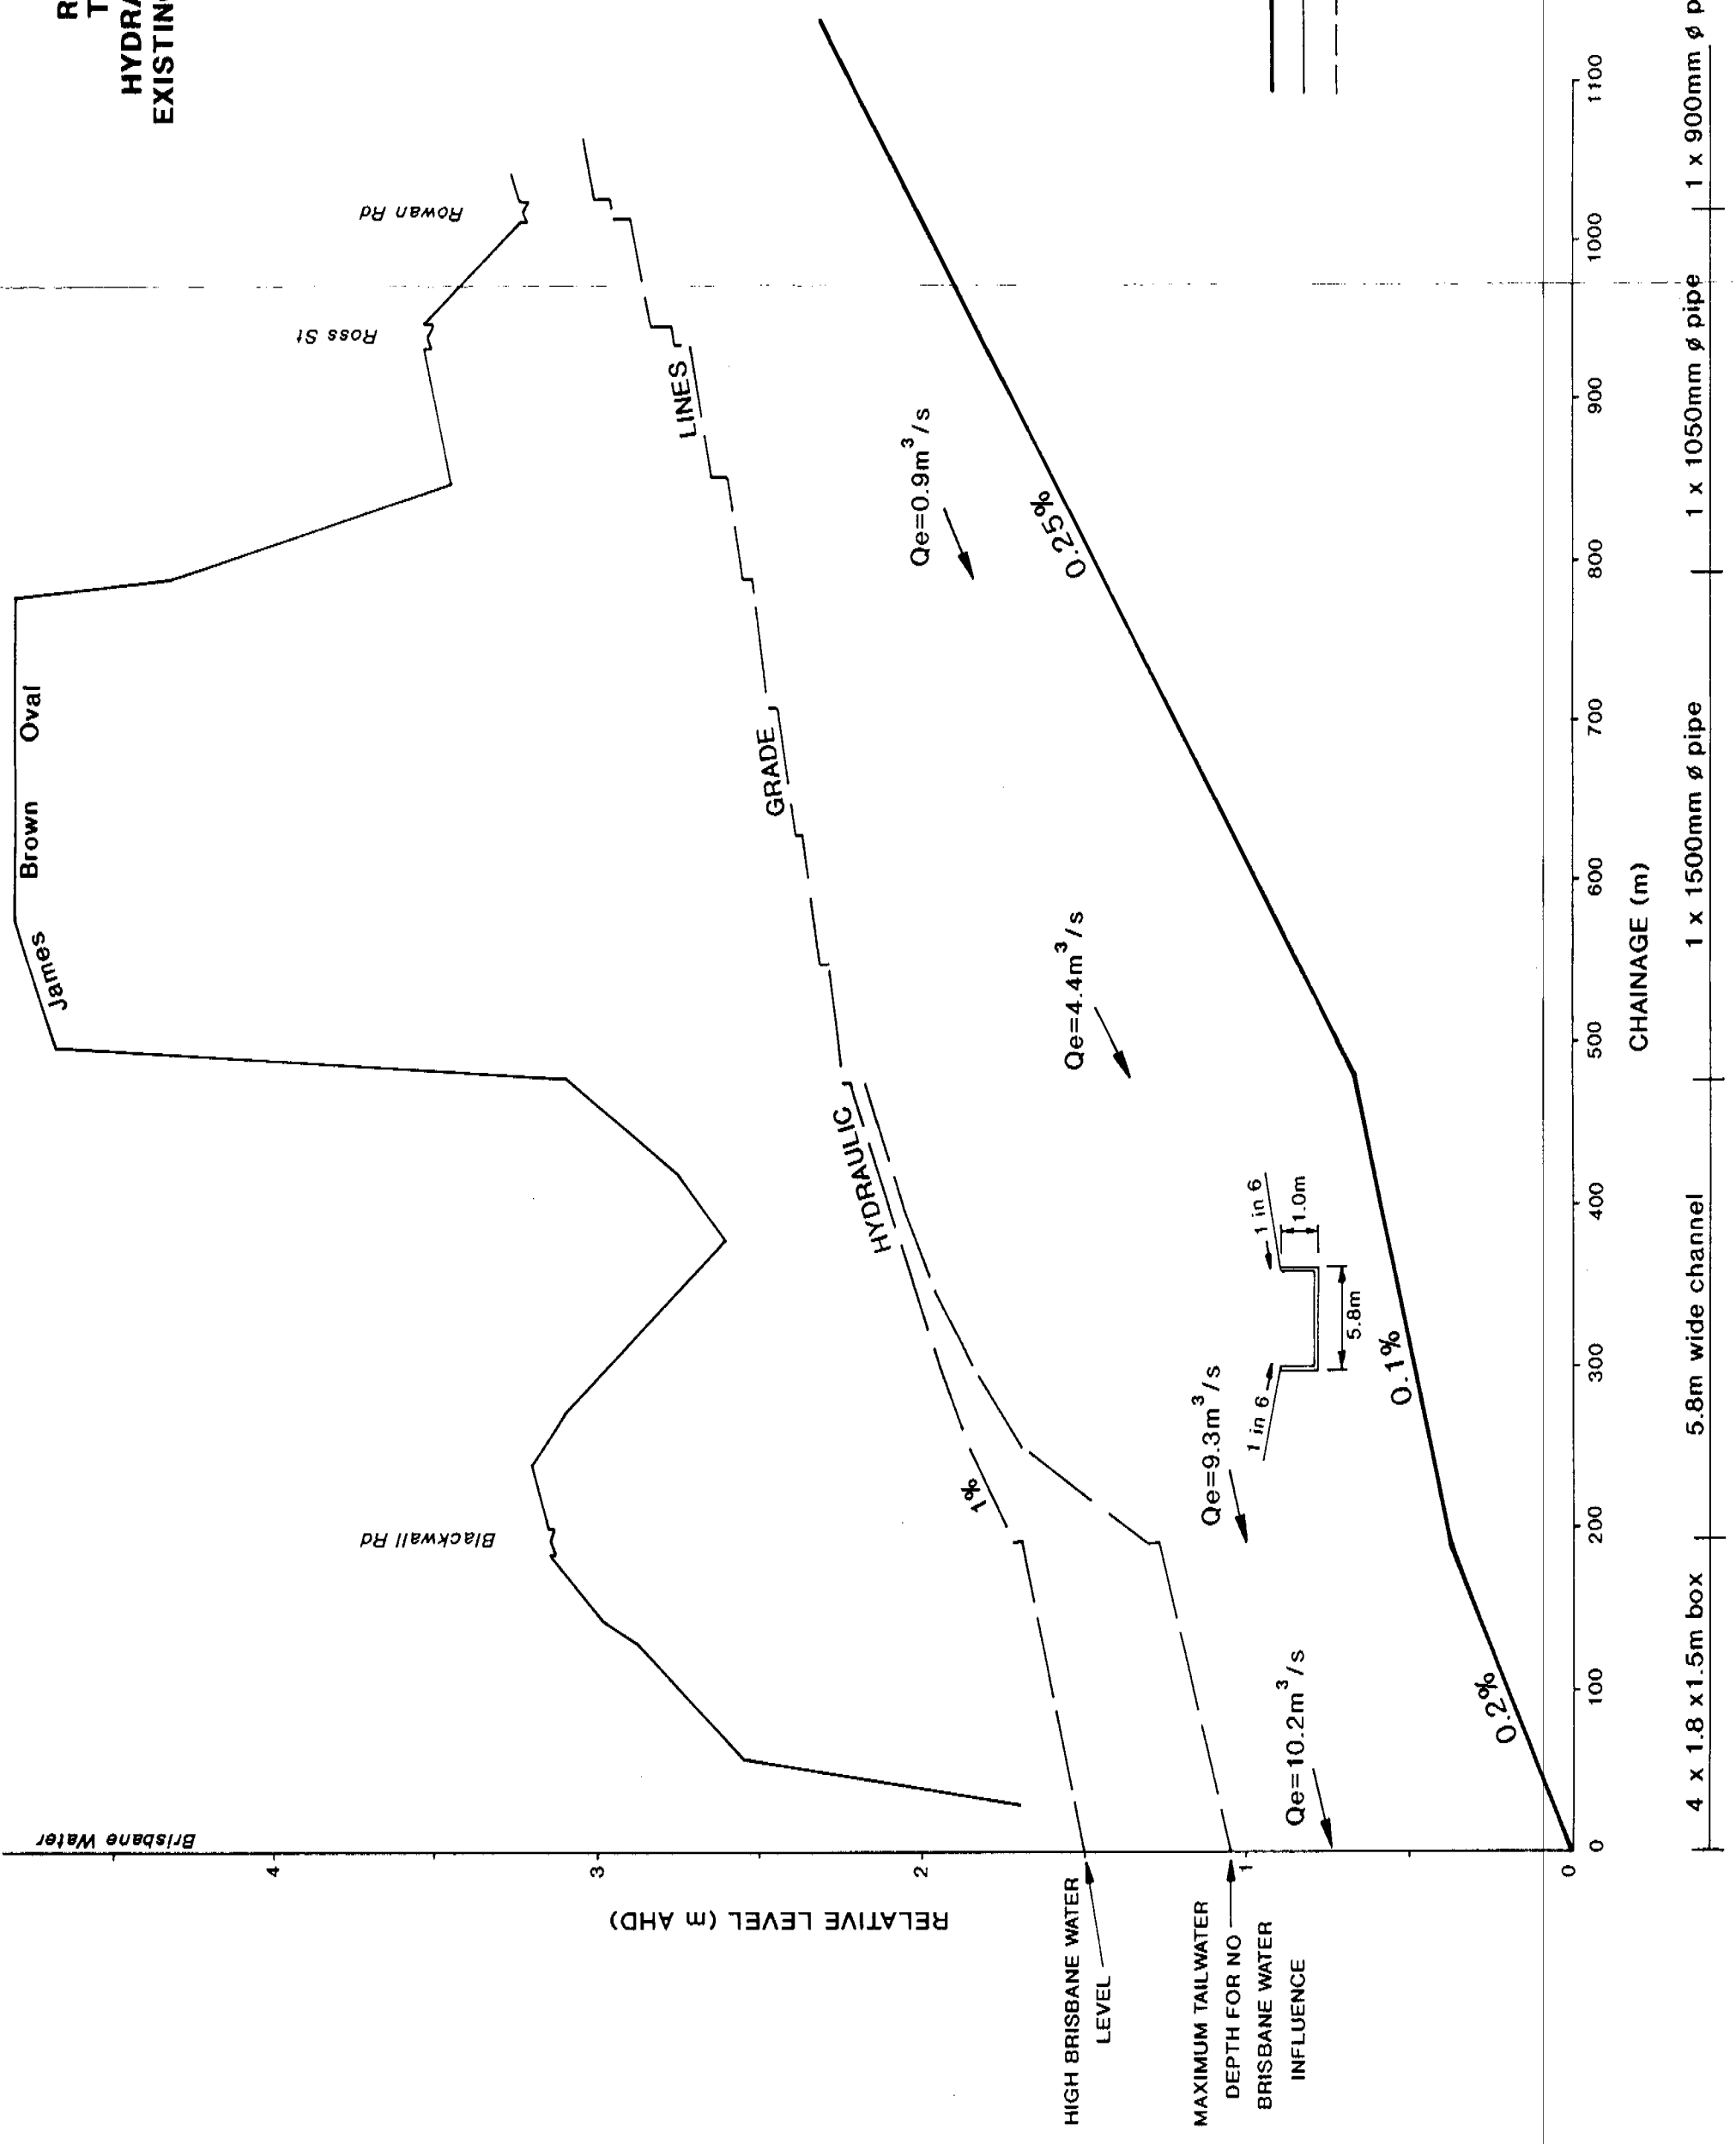 HYDRA
EXISTING
Brisbane Water
Blackwall Rd
James Brown Oval
Ross St
Rowan Rd
HYDRAULIC GRADE LINES
1%
RELATIVE LEVEL (m AHD)
4
3
2
1
0
HIGH BRISBANE WATER
LEVEL
MAXIMUM TAILWATER
DEPTH FOR NO
BRISBANE WATER
INFLUENCE
Qe=10.2m³/s
Qe=9.3m³/s
Qe=4.4m³/s
Qe=0.9m³/s
1 in 6
1 in 6
1.0m
5.8m
0.2%
0.1%
0.25%
0 100 200 300 400 500 600 700 800 900 1000 1100
CHAINAGE (m)
4 x 1.8 x 1.5m box
5.8m wide channel
1 x 1500mm ø pipe
1 x 1050mm ø pipe
1 x 900mm ø p